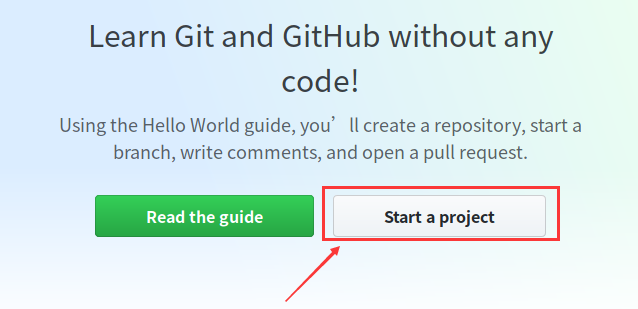 Learn Git and GitHub without any
code!
Using the Hello World guide, you’ll create a repository, start a
branch, write comments, and open a pull request.
Read the guide
Start a project